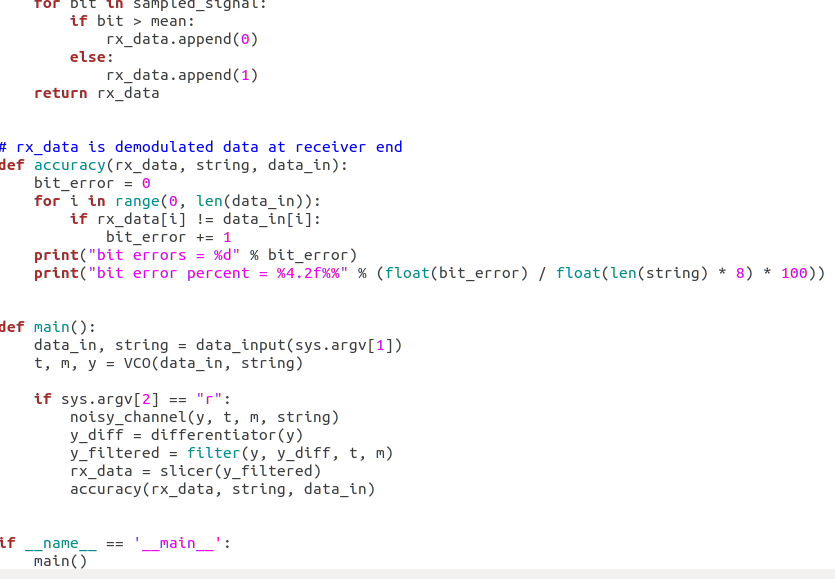 for bit in sampled_signal:
        if bit > mean:
            rx_data.append(0)
        else:
            rx_data.append(1)
    return rx_data


# rx_data is demodulated data at receiver end
def accuracy(rx_data, string, data_in):
    bit_error = 0
    for i in range(0, len(data_in)):
        if rx_data[i] != data_in[i]:
            bit_error += 1
    print("bit errors = %d" % bit_error)
    print("bit error percent = %4.2f%%" % (float(bit_error) / float(len(string) * 8) * 100))


def main():
    data_in, string = data_input(sys.argv[1])
    t, m, y = VCO(data_in, string)

    if sys.argv[2] == "r":
        noisy_channel(y, t, m, string)
        y_diff = differentiator(y)
        y_filtered = filter(y, y_diff, t, m)
        rx_data = slicer(y_filtered)
        accuracy(rx_data, string, data_in)


if __name__ == '__main__':
    main()